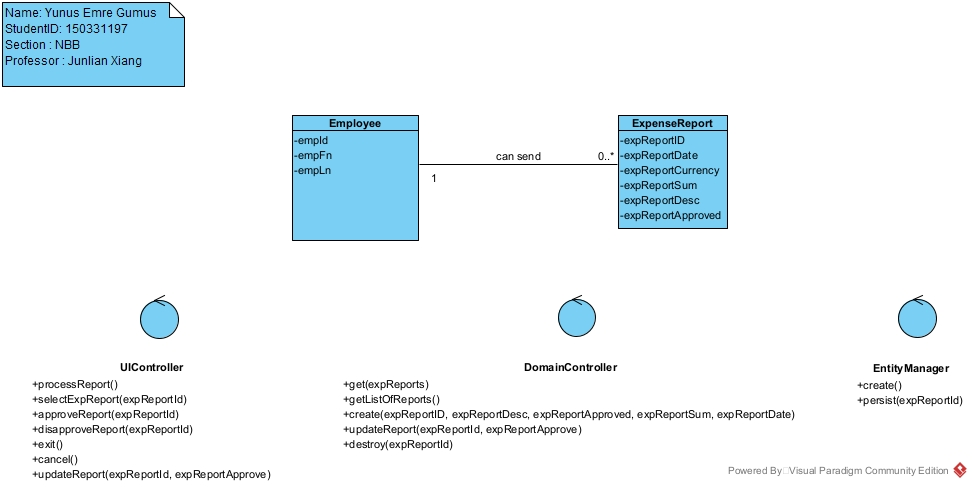 Name: Yunus Emre Gumus
StudentID: 150331197
Section : NBB
Professor : Junlian Xiang
Employee
-empId
-empFn
-empLn
can send
0..*
1
ExpenseReport
-expReportID
-expReportDate
-expReportCurrency
-expReportSum
-expReportDesc
-expReportApproved
UIController
+processReport()
+selectExpReport(expReportId)
+approveReport(expReportId)
+disapproveReport(expReportId)
+exit()
+cancel()
+updateReport(expReportId, expReportApprove)
DomainController
+get(expReports)
+getListOfReports()
+create(expReportID, expReportDesc, expReportApproved, expReportSum, expReportDate)
+updateReport(expReportId, expReportApprove)
+destroy(expReportId)
EntityManager
+create()
+persist(expReportId)
Powered By Visual Paradigm Community Edition